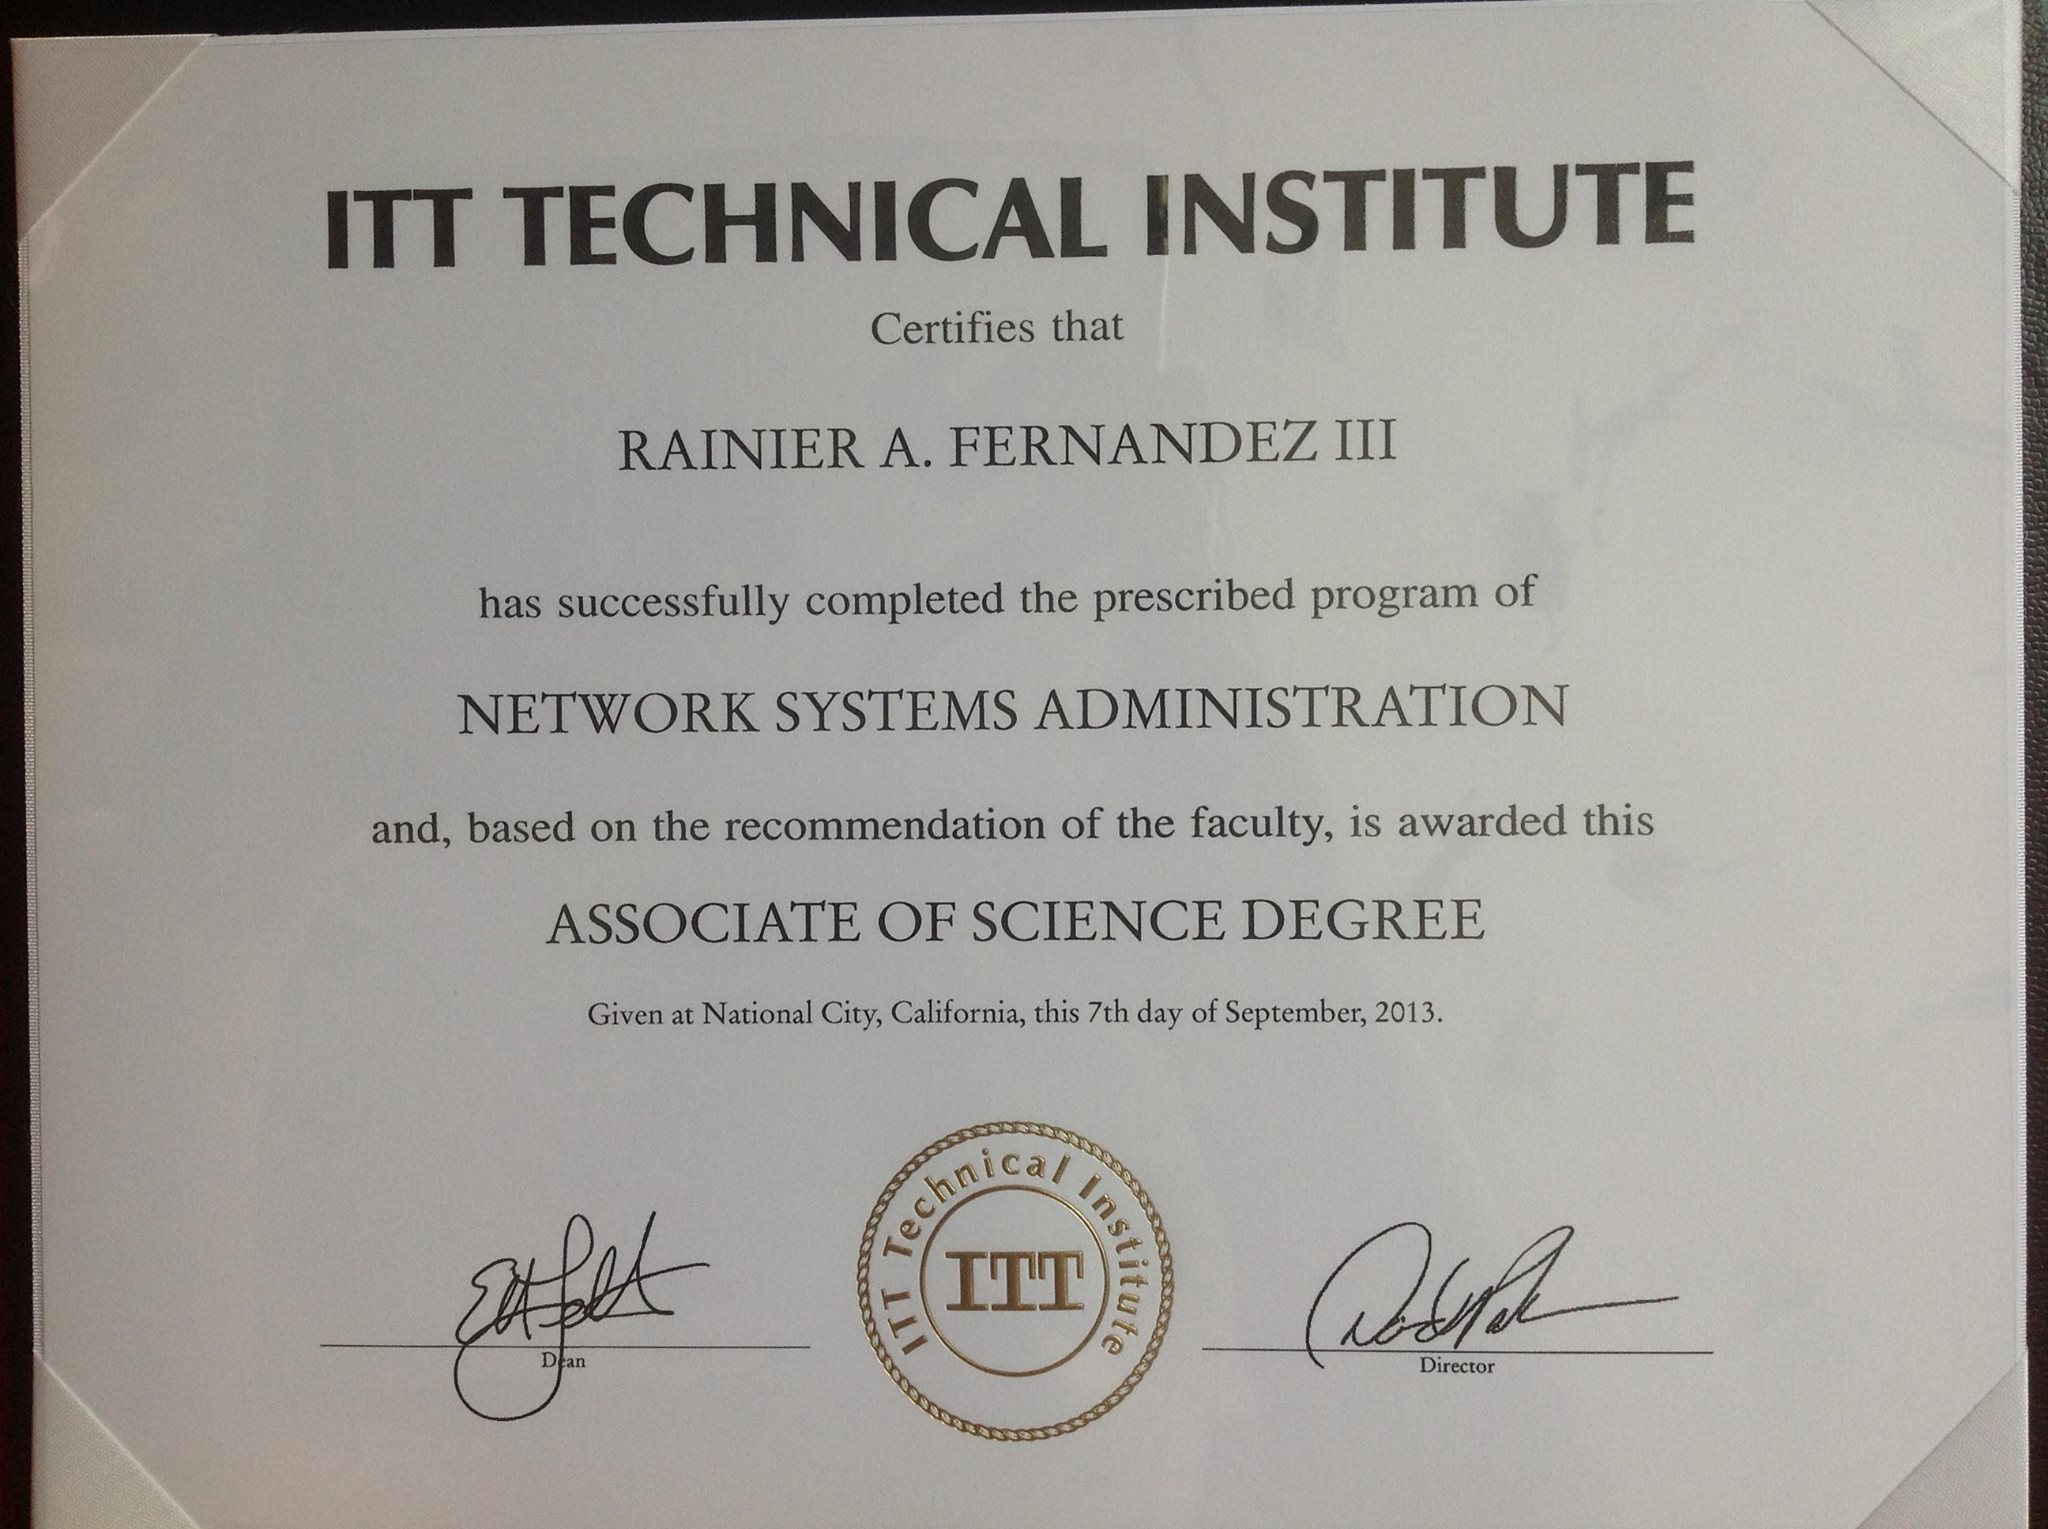 ITT TECHNICAL INSTITUTE
Certifies that
RAINIER A. FERNANDEZ III
has successfully completed the prescribed program of
NETWORK SYSTEMS ADMINISTRATION
and, based on the recommendation of the faculty, is awarded this
ASSOCIATE OF SCIENCE DEGREE
Given at National City, California, this 7th day of September, 2013.
ITT Technical Institute
ITT
Dean
Director